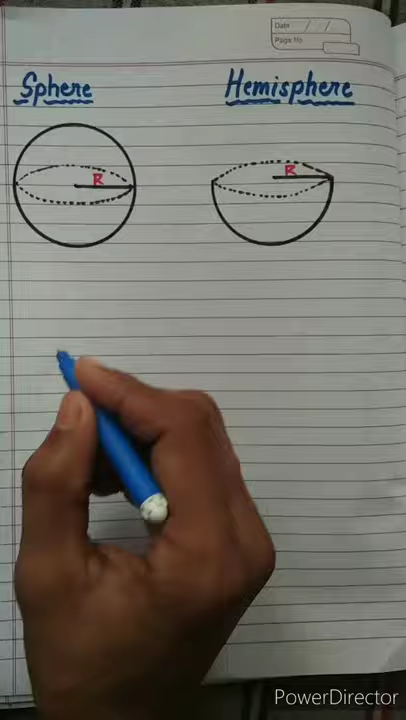 Date / /
Page No
Sphere
Hemisphere
R
R
PowerDirector